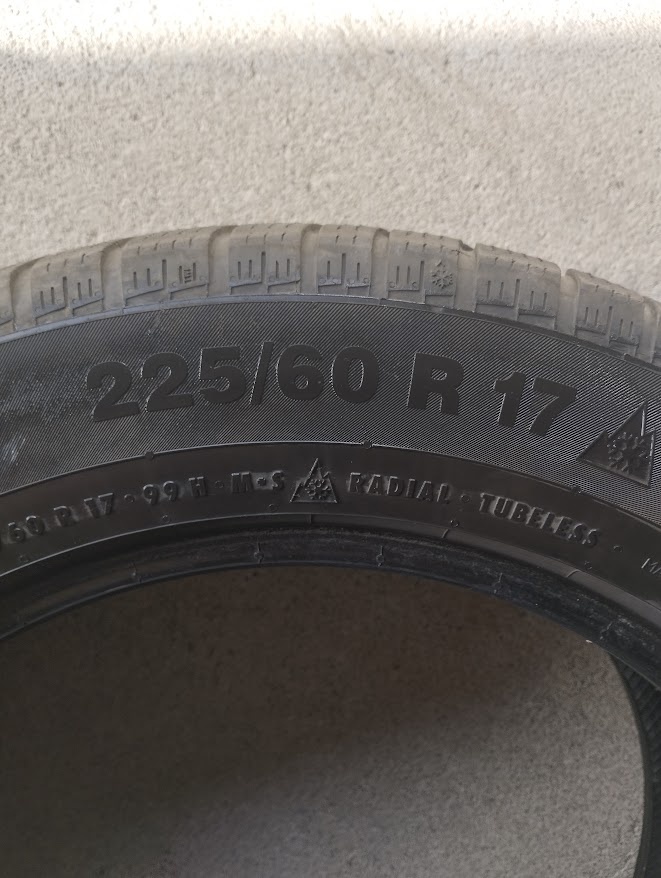 225/60 R 17
/60 R 17 · 99 H · M·S RADIAL · TUBELESS ·